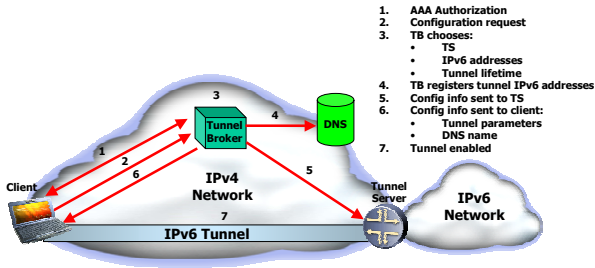 1. AAA Authorization
2. Configuration request
3. TB chooses:
• TS
• IPv6 addresses
• Tunnel lifetime
4. TB registers tunnel IPv6 addresses
5. Config info sent to TS
6. Config info sent to client:
• Tunnel parameters
• DNS name
7. Tunnel enabled
3
4
Tunnel
Broker
DNS
1
2
6
5
IPv4
Network
Client
Tunnel
Server
IPv6
Network
7
IPv6 Tunnel